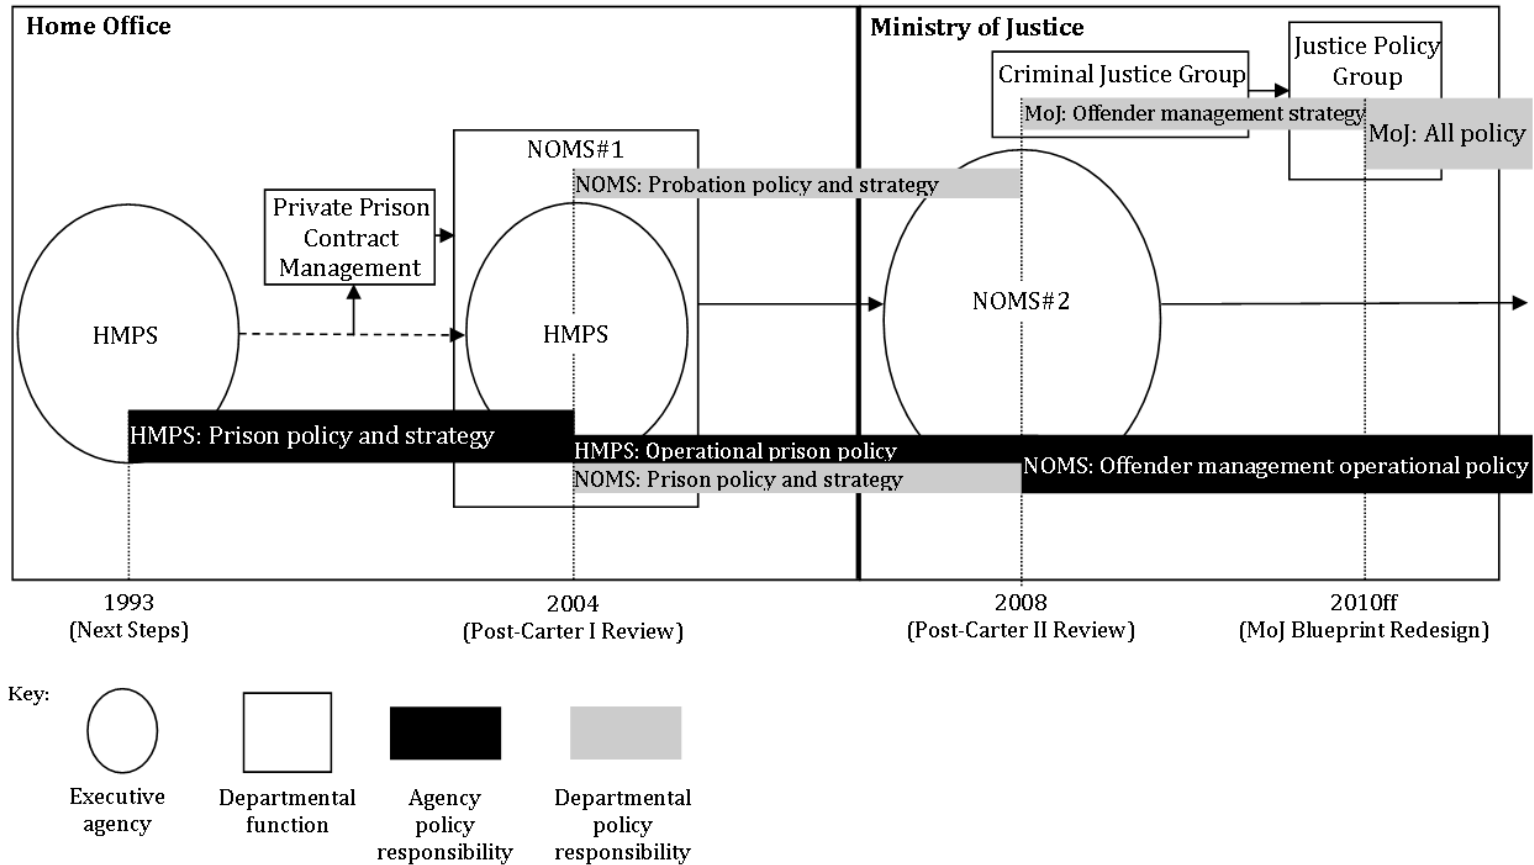 Home Office
Ministry of Justice
Justice Policy
Group
Criminal Justice Group
MoJ: Offender management strategy
MoJ: All policy
NOMS#1
NOMS: Probation policy and strategy
Private Prison
Contract
Management
HMPS
HMPS
NOMS#2
HMPS: Prison policy and strategy
HMPS: Operational prison policy
NOMS: Prison policy and strategy
NOMS: Offender management operational policy
1993
(Next Steps)
2004
(Post-Carter I Review)
2008
(Post-Carter II Review)
2010ff
(MoJ Blueprint Redesign)
Key:
Executive
agency
Departmental
function
Agency
policy
responsibility
Departmental
policy
responsibility